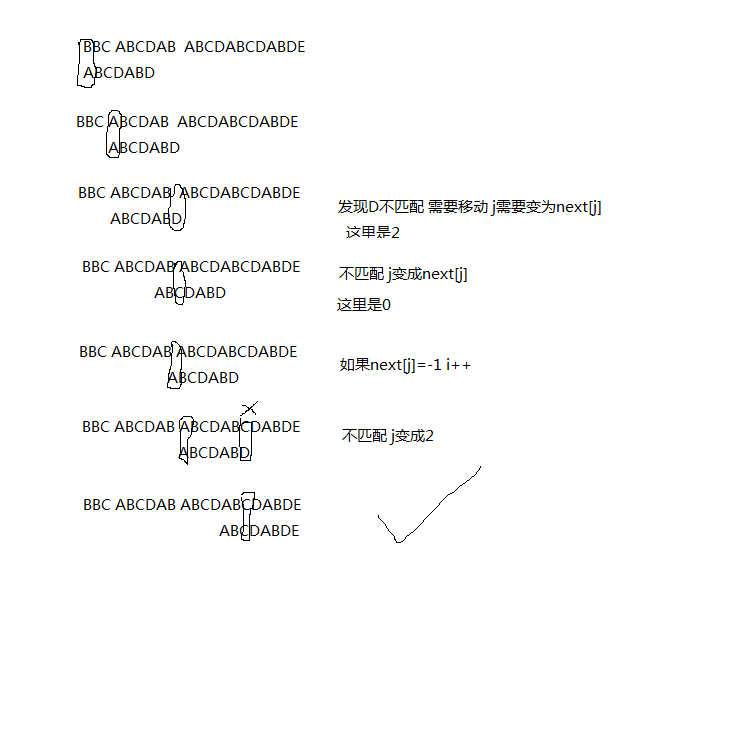 BBC ABCDAB  ABCDABCDABDE
ABCDABD
BBC ABCDAB  ABCDABCDABDE
ABCDABD
BBC ABCDAB ABCDABCDABDE
ABCDABD
发现D不匹配 需要移动 j需要变为next[j]
这里是2
BBC ABCDAB ABCDABCDABDE
ABCDABD
不匹配 j变成next[j]
这里是0
BBC ABCDAB ABCDABCDABDE
ABCDABD
如果next[j]=-1 i++
BBC ABCDAB ABCDABCDABDE
ABCDABD
不匹配 j变成2
BBC ABCDAB ABCDABCDABDE
ABCDABDE